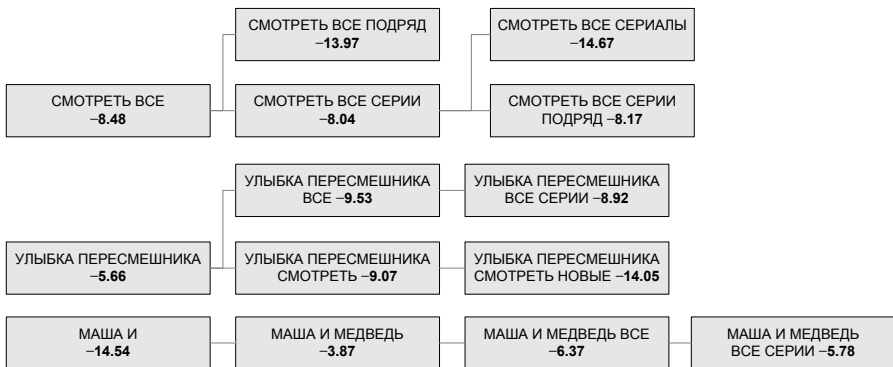 СМОТРЕТЬ ВСЕ ПОДРЯД
–13.97
СМОТРЕТЬ ВСЕ СЕРИАЛЫ
–14.67
СМОТРЕТЬ ВСЕ
–8.48
СМОТРЕТЬ ВСЕ СЕРИИ
–8.04
СМОТРЕТЬ ВСЕ СЕРИИ
ПОДРЯД –8.17
УЛЫБКА ПЕРЕСМЕШНИКА
ВСЕ –9.53
УЛЫБКА ПЕРЕСМЕШНИКА
ВСЕ СЕРИИ –8.92
УЛЫБКА ПЕРЕСМЕШНИКА
–5.66
УЛЫБКА ПЕРЕСМЕШНИКА
СМОТРЕТЬ –9.07
УЛЫБКА ПЕРЕСМЕШНИКА
СМОТРЕТЬ НОВЫЕ –14.05
МАША И
–14.54
МАША И МЕДВЕДЬ
–3.87
МАША И МЕДВЕДЬ ВСЕ
–6.37
МАША И МЕДВЕДЬ
ВСЕ СЕРИИ –5.78